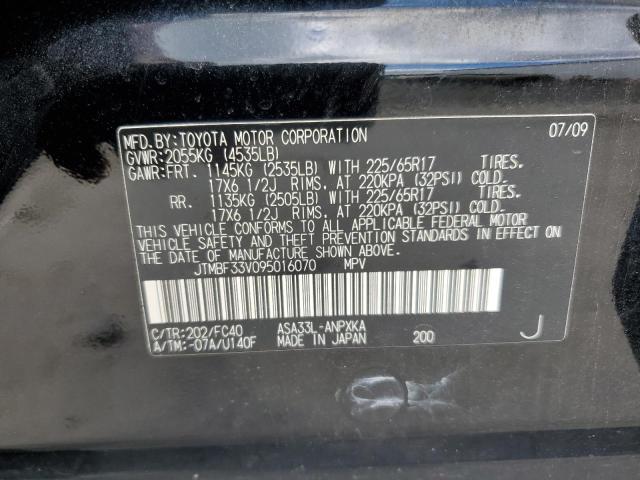 MFD.BY:TOYOTA MOTOR CORPORATION 07/09
GVWR:2055KG (4535LB)
GAWR:FRT. 1145KG (2535LB) WITH 225/65R17 TIRES.
17X6 1/2J RIMS, AT 220KPA (32PSI) COLD.
RR. 1135KG (2505LB) WITH 225/65R17 TIRES.
17X6 1/2J RIMS, AT 220KPA (32PSI) COLD.
THIS VEHICLE CONFORMS TO ALL APPLICABLE FEDERAL MOTOR
VEHICLE SAFETY AND THEFT PREVENTION STANDARDS IN EFFECT ON
THE DATE OF MANUFACTURE SHOWN ABOVE.
JTMBF33V095016070 MPV
C/TR:202/FC40 ASA33L-ANPXKA
A/TM:-07A/U140F MADE IN JAPAN 200 J